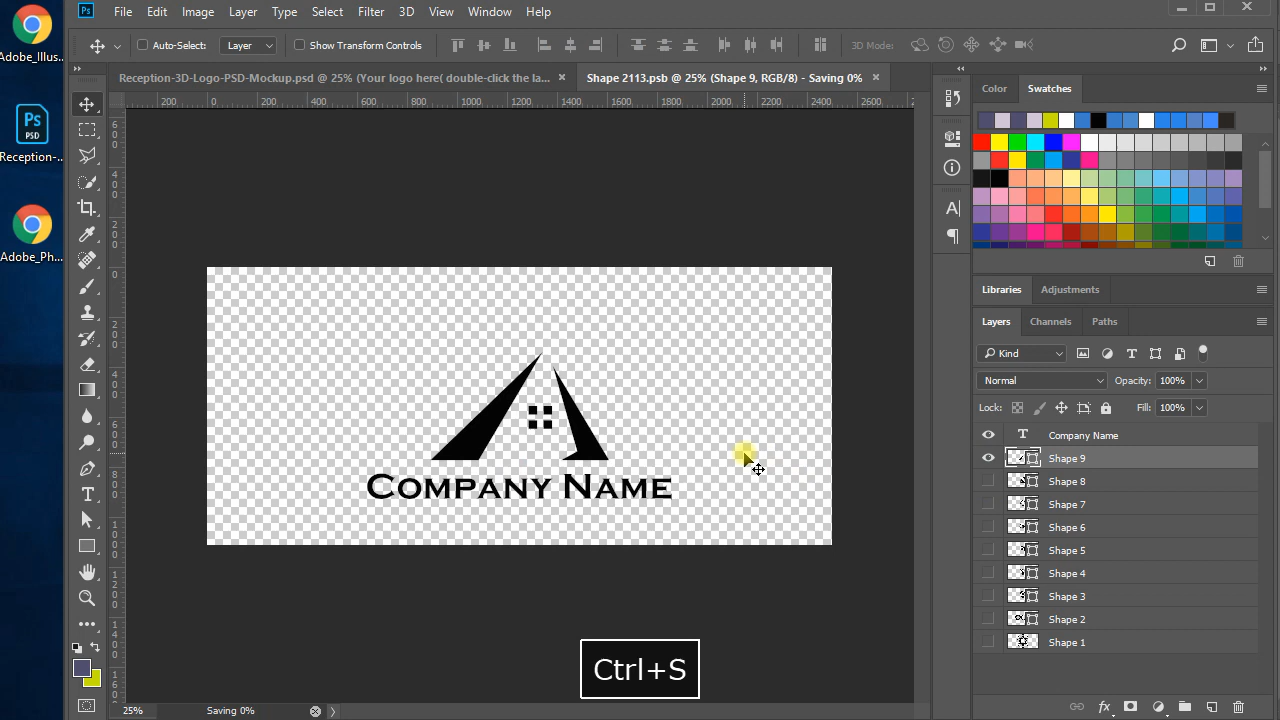 File Edit Image Layer Type Select Filter 3D View Window Help
Adobe_Illus...
Auto-Select: Layer Show Transform Controls 3D Mode:
Reception-3D-Logo-PSD-Mockup.psd @ 25% (Your logo here( double-click the la... × Shape 2113.psb @ 25% (Shape 9, RGB/8) - Saving 0% ×
Color Swatches
200 0 200 400 600 800 1000 1200 1400 1600 1800 2000 2200 2400 2600
Ps
PSD
Reception-...
Adobe_Ph...
Libraries Adjustments
Layers Channels Paths
Kind
Normal Opacity: 100%
Lock: Fill: 100%
Company Name
Shape 9
Shape 8
Shape 7
Shape 6
Shape 5
Shape 4
Shape 3
Shape 2
Shape 1
Company Name
Ctrl+S
25% Saving 0%